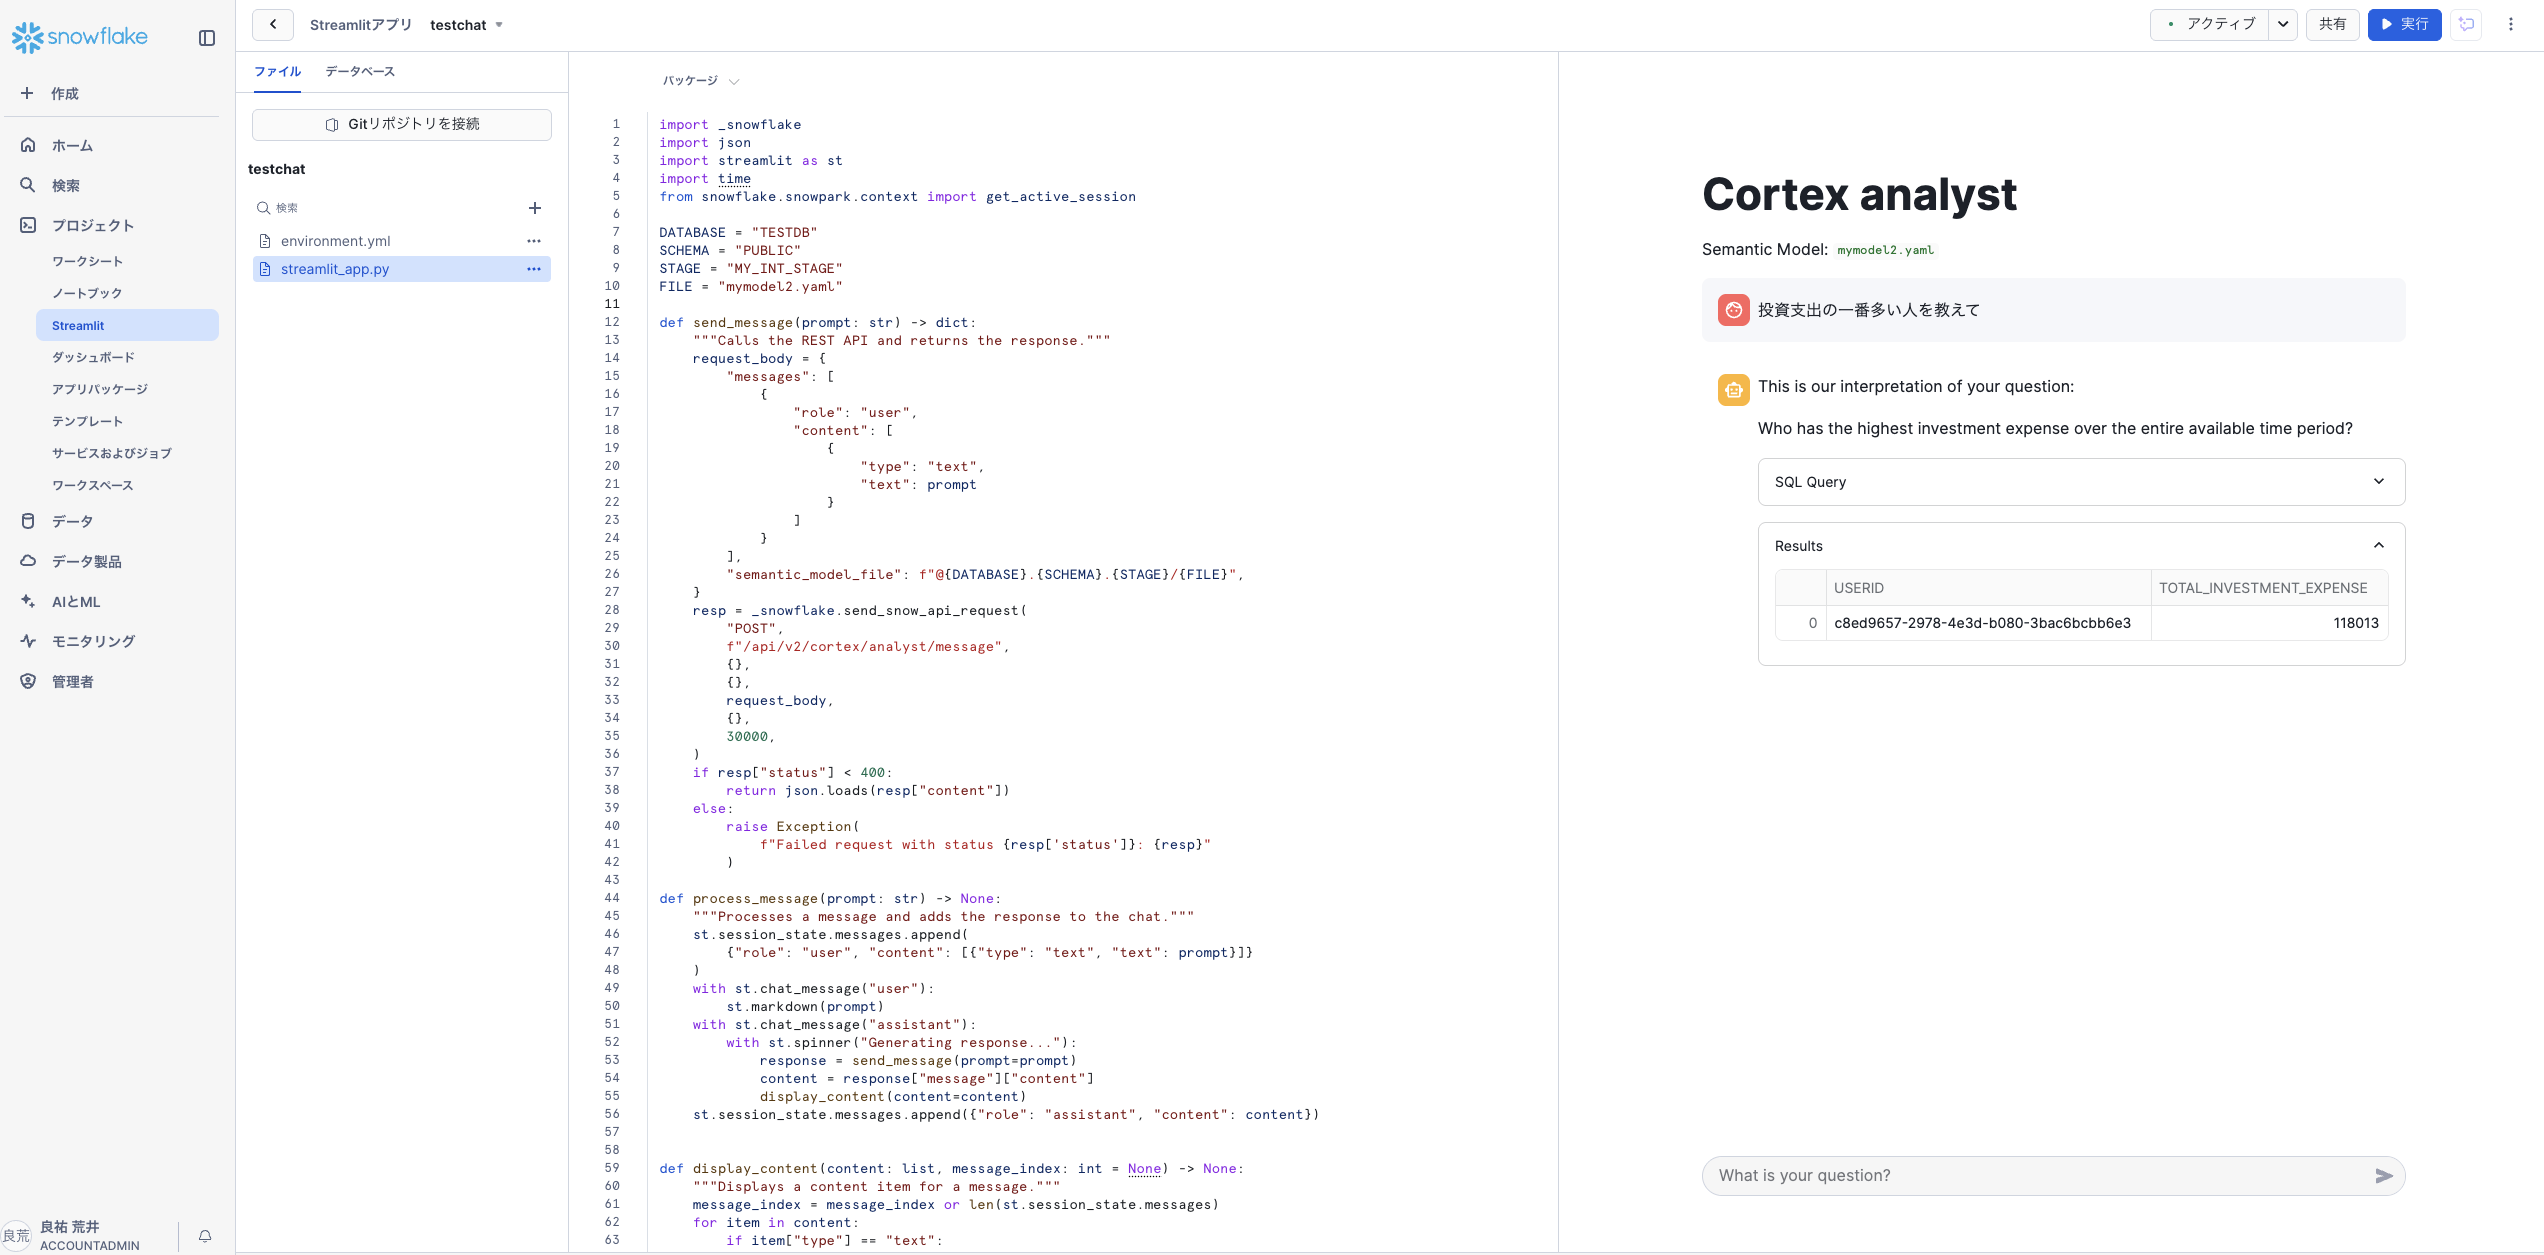 snowflake
作成
ホーム
検索
プロジェクト
ワークシート
ノートブック
Streamlit
ダッシュボード
アプリパッケージ
テンプレート
サービスおよびジョブ
ワークスペース
データ
データ製品
AIとML
モニタリング
管理者
良荒
良祐 荒井
ACCOUNTADMIN
Streamlitアプリ testchat
アクティブ 共有 実行
ファイル データベース
Gitリポジトリを接続
testchat
検索
environment.yml
streamlit_app.py
パッケージ
1 import _snowflake
2 import json
3 import streamlit as st
4 import time
5 from snowflake.snowpark.context import get_active_session
6
7 DATABASE = "TESTDB"
8 SCHEMA = "PUBLIC"
9 STAGE = "MY_INT_STAGE"
10 FILE = "mymodel2.yaml"
11
12 def send_message(prompt: str) -> dict:
13     """Calls the REST API and returns the response."""
14     request_body = {
15         "messages": [
16             {
17                 "role": "user",
18                 "content": [
19                     {
20                         "type": "text",
21                         "text": prompt
22                     }
23                 ]
24             }
25         ],
26         "semantic_model_file": f"@{DATABASE}.{SCHEMA}.{STAGE}/{FILE}",
27     }
28     resp = _snowflake.send_snow_api_request(
29         "POST",
30         f"/api/v2/cortex/analyst/message",
31         {},
32         {},
33         request_body,
34         {},
35         30000,
36     )
37     if resp["status"] < 400:
38         return json.loads(resp["content"])
39     else:
40         raise Exception(
41             f"Failed request with status {resp['status']}: {resp}"
42         )
43
44 def process_message(prompt: str) -> None:
45     """Processes a message and adds the response to the chat."""
46     st.session_state.messages.append(
47         {"role": "user", "content": [{"type": "text", "text": prompt}]}
48     )
49     with st.chat_message("user"):
50         st.markdown(prompt)
51     with st.chat_message("assistant"):
52         with st.spinner("Generating response..."):
53             response = send_message(prompt=prompt)
54             content = response["message"]["content"]
55             display_content(content=content)
56     st.session_state.messages.append({"role": "assistant", "content": content})
57
58
59 def display_content(content: list, message_index: int = None) -> None:
60     """Displays a content item for a message."""
61     message_index = message_index or len(st.session_state.messages)
62     for item in content:
63         if item["type"] == "text":
Cortex analyst
Semantic Model: mymodel2.yaml
投資支出の一番多い人を教えて
This is our interpretation of your question:
Who has the highest investment expense over the entire available time period?
SQL Query
Results
USERID TOTAL_INVESTMENT_EXPENSE
0 c8ed9657-2978-4e3d-b080-3bac6bcbb6e3 118013
What is your question?